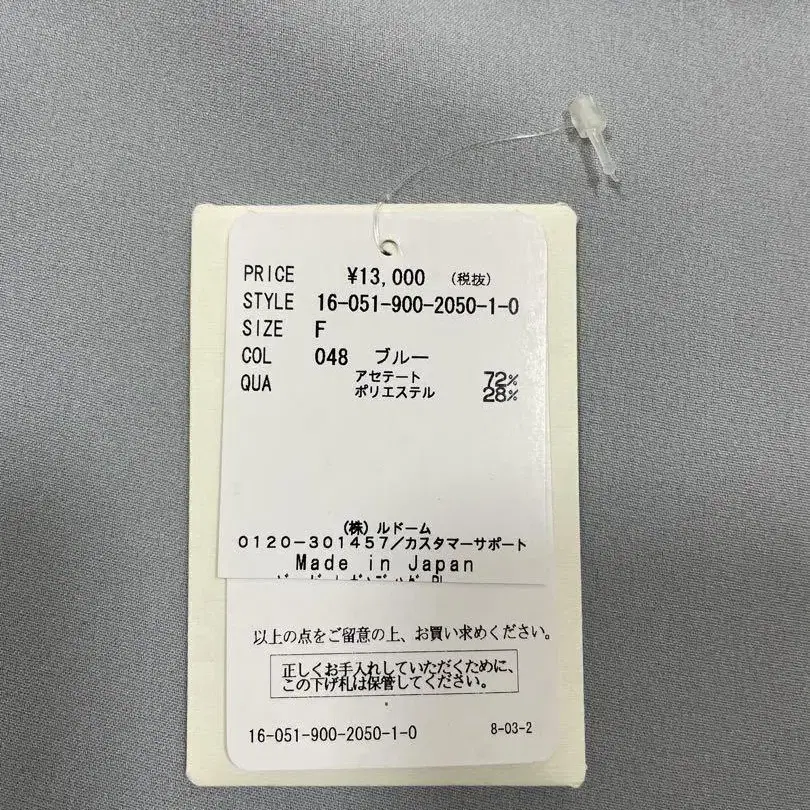 PRICE ¥13,000 (税抜)
STYLE 16-051-900-2050-1-0
SIZE F
COL 048 ブルー
QUA アセテート 72%
ポリエステル 28%
(株)ルドーム
0120-301457/カスタマーサポート
Made in Japan
以上の点をご留意の上、お買い求めください。
正しくお手入れしていただくために、
この下げ札は保管してください。
16-051-900-2050-1-0 8-03-2